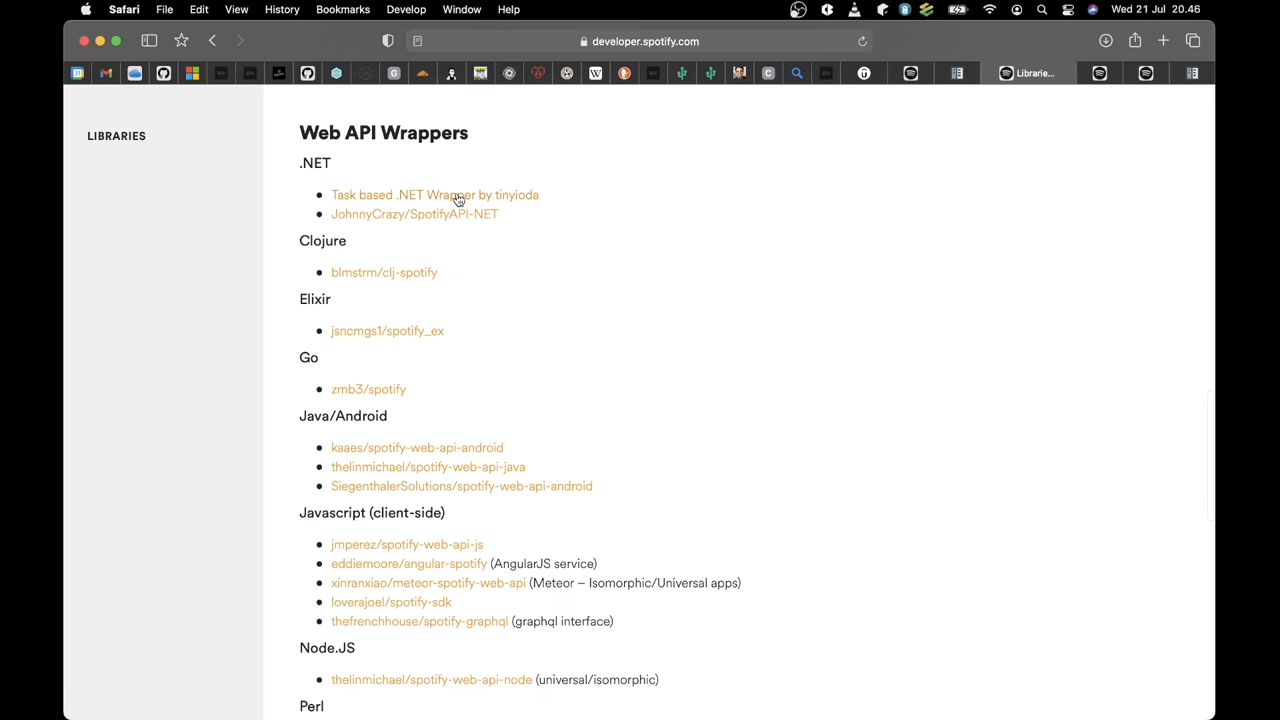 Safari File Edit View History Bookmarks Develop Window Help Wed 21 Jul 20.46
developer.spotify.com
Librarie...
LIBRARIES
Web API Wrappers
.NET
Task based .NET Wrapper by tinyioda
JohnnyCrazy/SpotifyAPI-NET
Clojure
blmstrm/clj-spotify
Elixir
jsncmgs1/spotify_ex
Go
zmb3/spotify
Java/Android
kaaes/spotify-web-api-android
thelinmichael/spotify-web-api-java
SiegenthalerSolutions/spotify-web-api-android
Javascript (client-side)
jmperez/spotify-web-api-js
eddiemoore/angular-spotify (AngularJS service)
xinranxiao/meteor-spotify-web-api (Meteor – Isomorphic/Universal apps)
loverajoel/spotify-sdk
thefrenchhouse/spotify-graphql (graphql interface)
Node.JS
thelinmichael/spotify-web-api-node (universal/isomorphic)
Perl